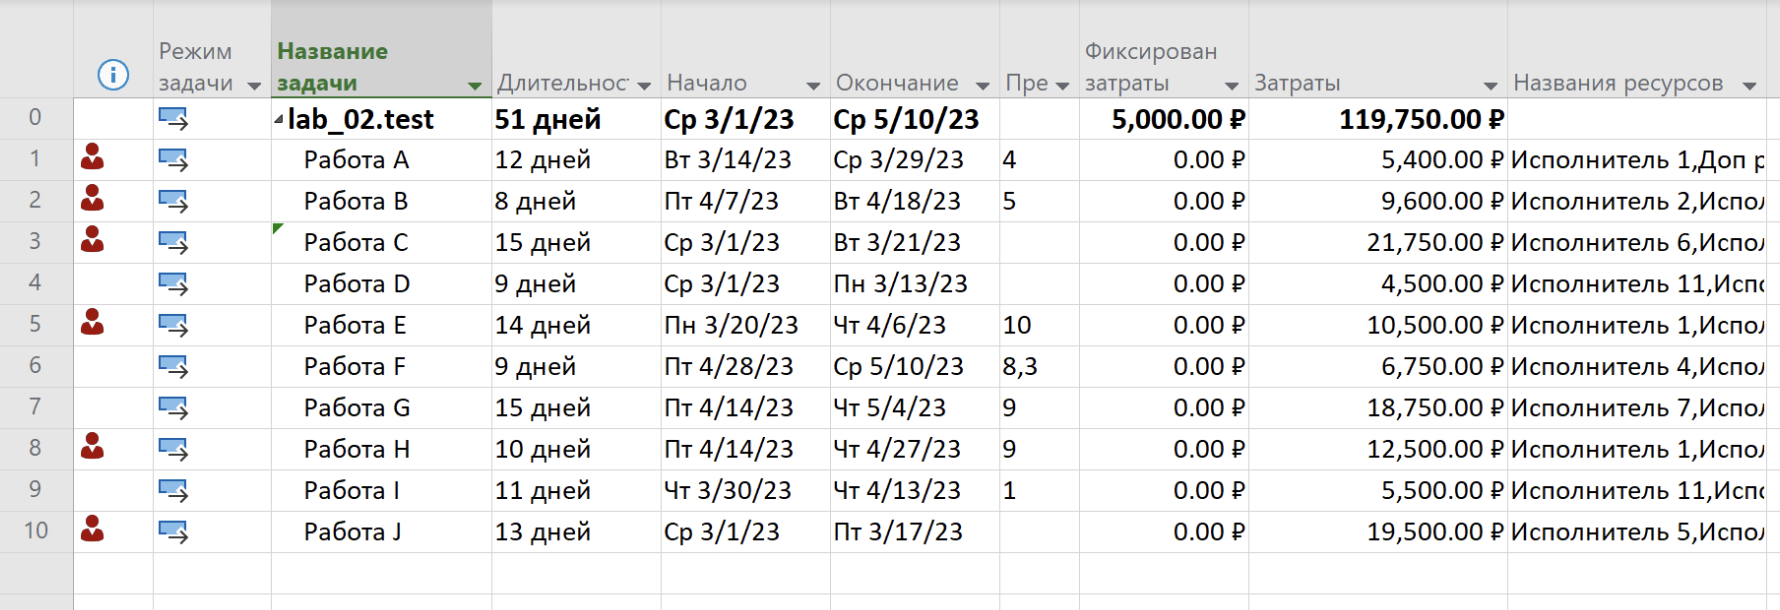 Режим задачи Название задачи Длительнос Начало Окончание Пре Фиксирован затраты Затраты Названия ресурсов
0 lab_02.test 51 дней Ср 3/1/23 Ср 5/10/23 5,000.00 ₽ 119,750.00 ₽
1 Работа A 12 дней Вт 3/14/23 Ср 3/29/23 4 0.00 ₽ 5,400.00 ₽ Исполнитель 1,Доп р
2 Работа B 8 дней Пт 4/7/23 Вт 4/18/23 5 0.00 ₽ 9,600.00 ₽ Исполнитель 2,Испол
3 Работа C 15 дней Ср 3/1/23 Вт 3/21/23 0.00 ₽ 21,750.00 ₽ Исполнитель 6,Испол
4 Работа D 9 дней Ср 3/1/23 Пн 3/13/23 0.00 ₽ 4,500.00 ₽ Исполнитель 11,Испо
5 Работа E 14 дней Пн 3/20/23 Чт 4/6/23 10 0.00 ₽ 10,500.00 ₽ Исполнитель 1,Испол
6 Работа F 9 дней Пт 4/28/23 Ср 5/10/23 8,3 0.00 ₽ 6,750.00 ₽ Исполнитель 4,Испол
7 Работа G 15 дней Пт 4/14/23 Чт 5/4/23 9 0.00 ₽ 18,750.00 ₽ Исполнитель 7,Испол
8 Работа H 10 дней Пт 4/14/23 Чт 4/27/23 9 0.00 ₽ 12,500.00 ₽ Исполнитель 1,Испол
9 Работа I 11 дней Чт 3/30/23 Чт 4/13/23 1 0.00 ₽ 5,500.00 ₽ Исполнитель 11,Испо
10 Работа J 13 дней Ср 3/1/23 Пт 3/17/23 0.00 ₽ 19,500.00 ₽ Исполнитель 5,Испол